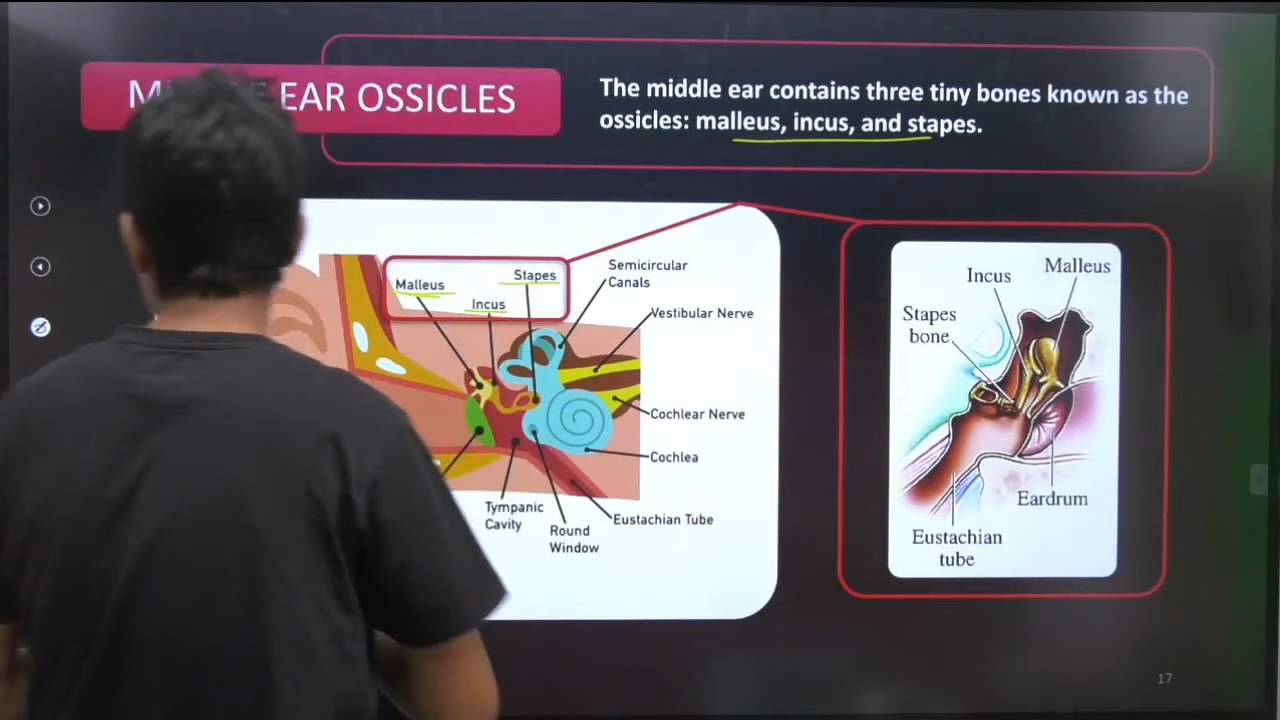 EAR OSSICLES
The middle ear contains three tiny bones known as the
ossicles: malleus, incus, and stapes.
Malleus
Stapes
Incus
Semicircular
Canals
Vestibular Nerve
Cochlear Nerve
Cochlea
Tympanic
Cavity
Round
Window
Eustachian Tube
Incus
Malleus
Stapes
bone
Eardrum
Eustachian
tube
17